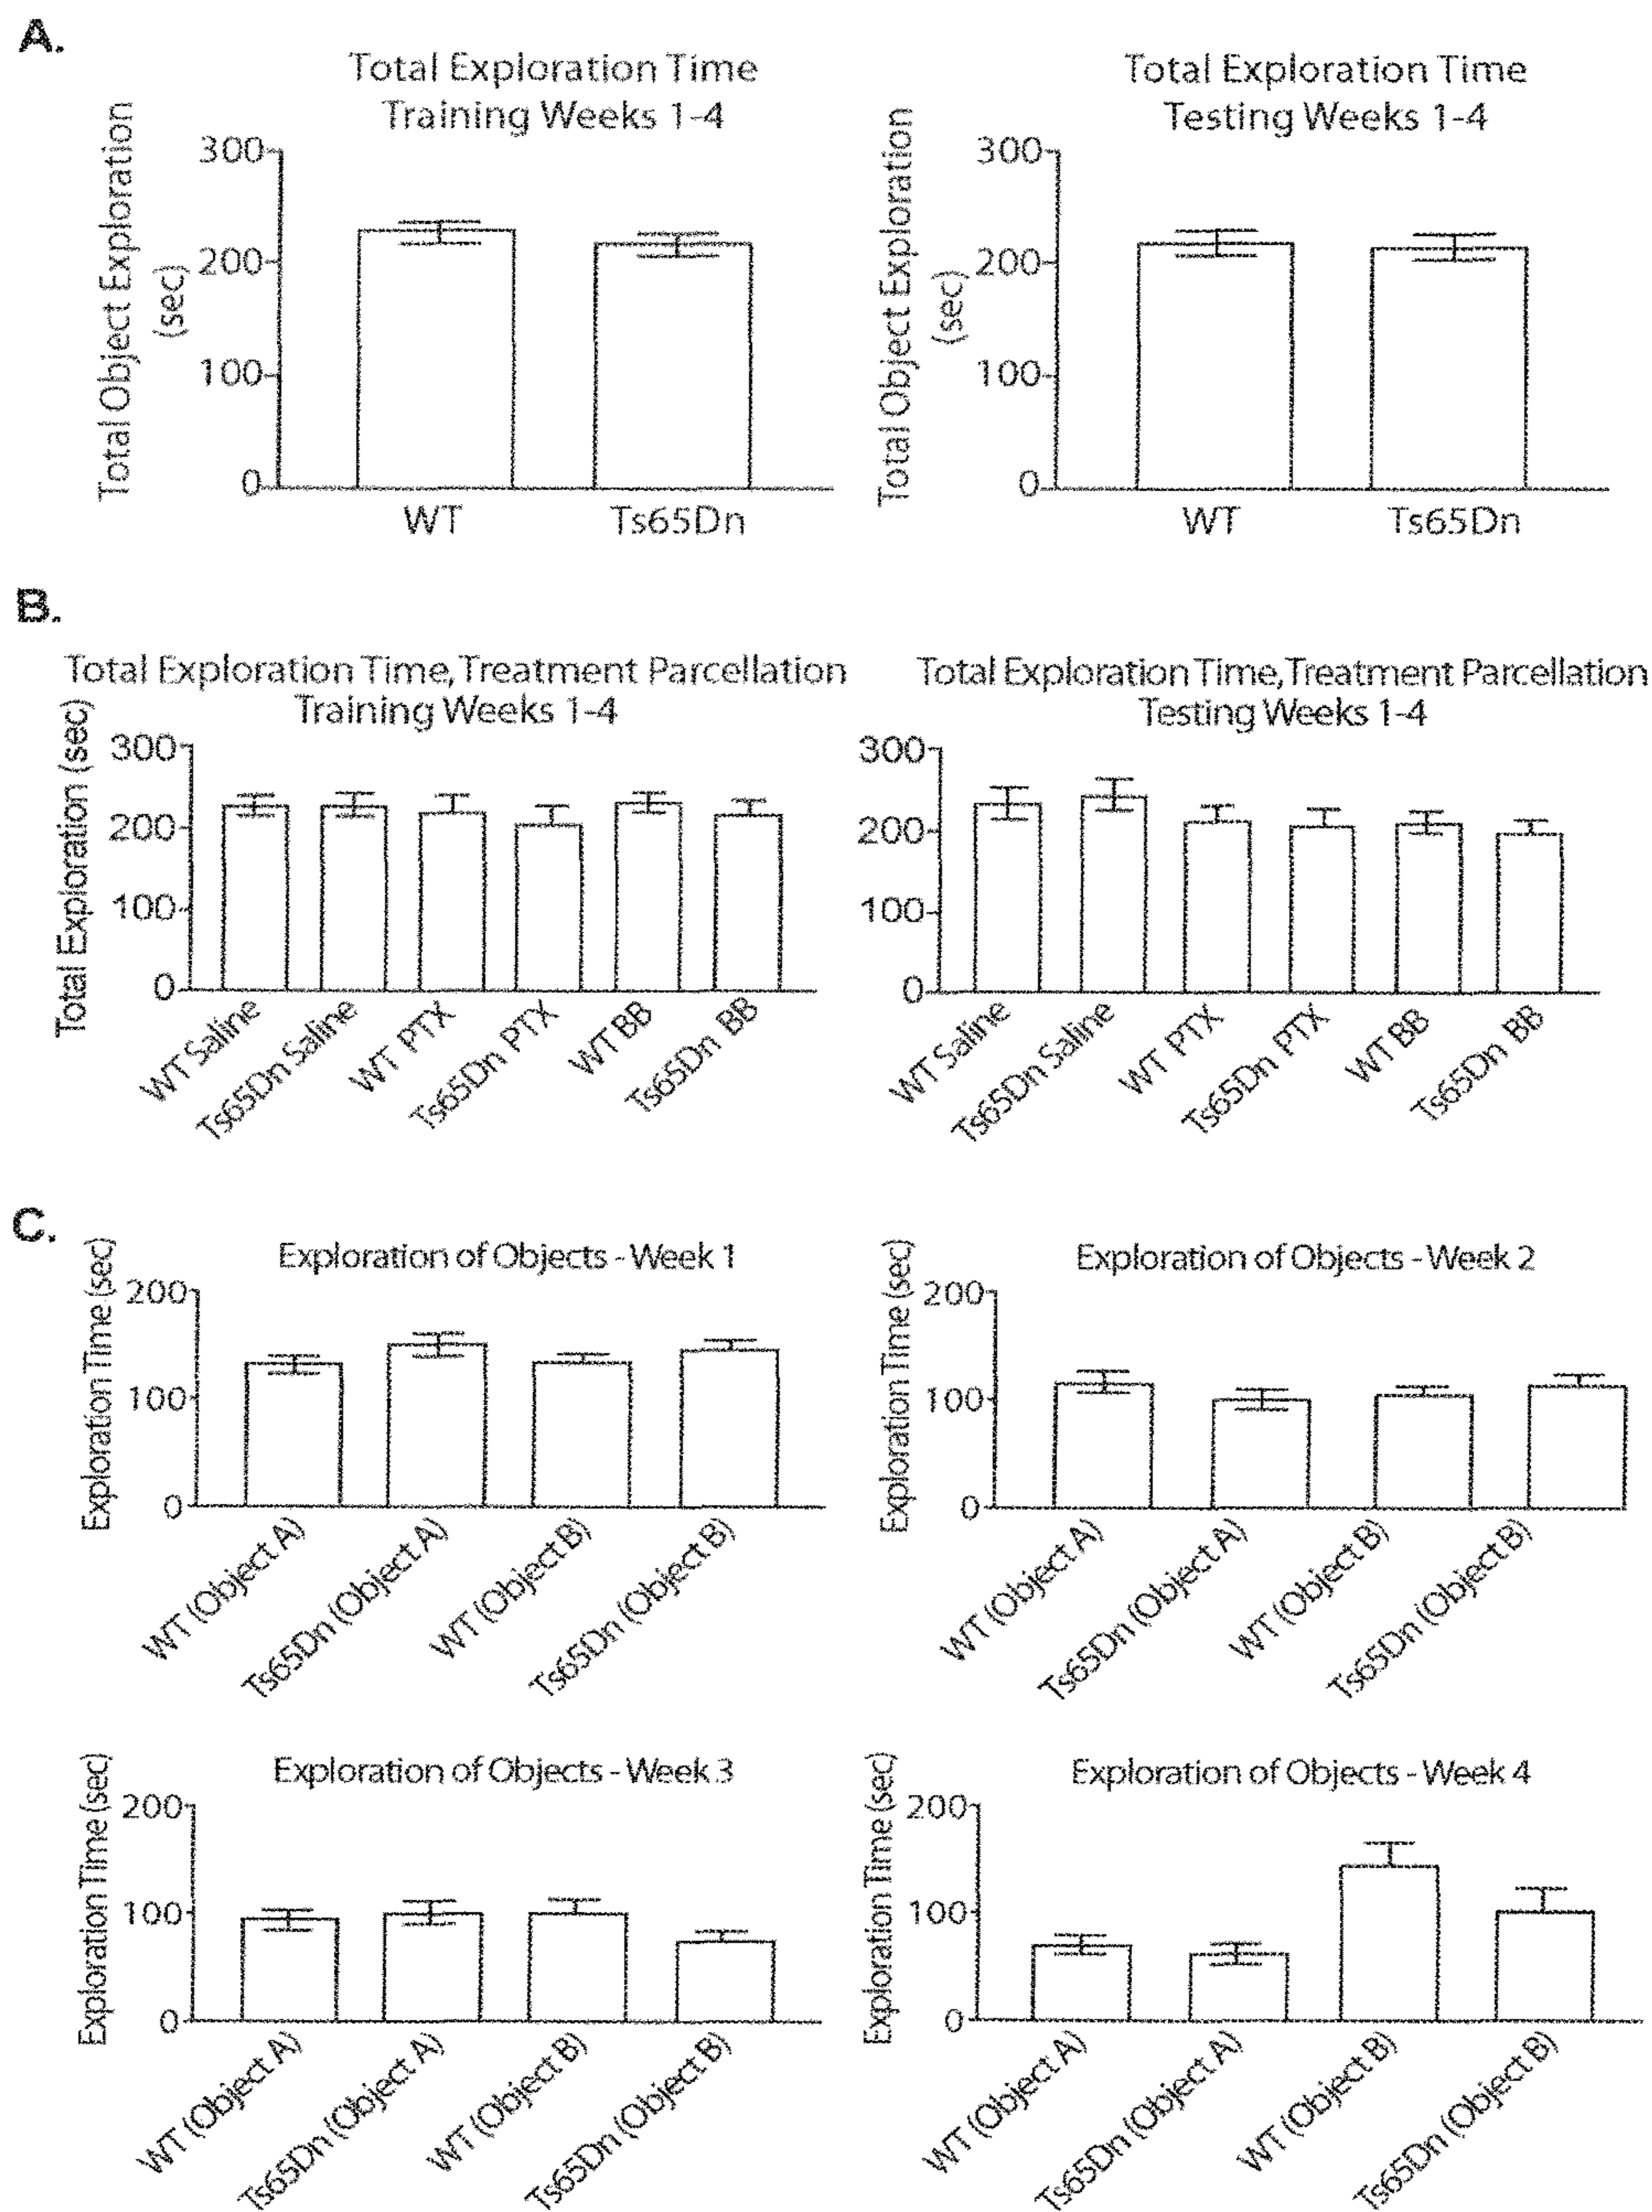 A.
Total Exploration Time
Training Weeks 1-4
Total Object Exploration
(sec)
300
200
100
0
WT
Ts65Dn
Total Exploration Time
Testing Weeks 1-4
Total Object Exploration
(sec)
300
200
100
0
WT
Ts65Dn
B.
Total Exploration Time, Treatment Parcellation
Training Weeks 1-4
Total Exploration (sec)
300
200
100
0
WT Saline
Ts65Dn Saline
WT PTX
Ts65Dn PTX
WT BB
Ts65Dn BB
Total Exploration Time, Treatment Parcellation
Testing Weeks 1-4
300
200
100
0
WT Saline
Ts65Dn Saline
WT PTX
Ts65Dn PTX
WT BB
Ts65Dn BB
C.
Exploration of Objects - Week 1
Exploration Time (sec)
200
100
0
WT (Object A)
Ts65Dn (Object A)
WT (Object B)
Ts65Dn (Object B)
Exploration of Objects - Week 2
Exploration Time (sec)
200
100
0
WT (Object A)
Ts65Dn (Object A)
WT (Object B)
Ts65Dn (Object B)
Exploration of Objects - Week 3
Exploration Time (sec)
200
100
0
WT (Object A)
Ts65Dn (Object A)
WT (Object B)
Ts65Dn (Object B)
Exploration of Objects - Week 4
Exploration Time (sec)
200
100
0
WT (Object A)
Ts65Dn (Object A)
WT (Object B)
Ts65Dn (Object B)